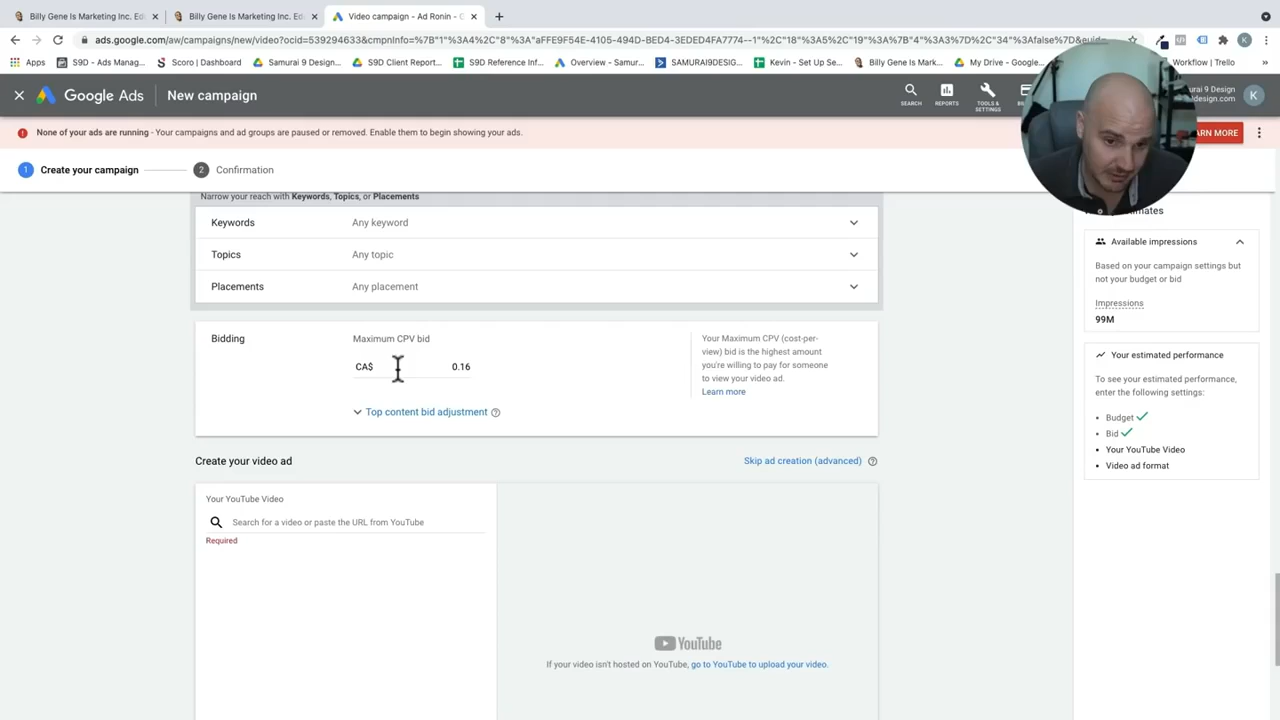 Billy Gene Is Marketing Inc. Ed
Billy Gene Is Marketing Inc. Ed
Video campaign - Ad Ronin - G
ads.google.com/aw/campaigns/new/video?ocid=539294633&cmpnInfo=%7B"1"%3A4%2C"8"%3A"aFFE9F54E-4105-494D-BED4-3EDED4FA7774--1"%2C"18"%3A5%2C"19"%3A%7B"4"%3A3%7D%2C"34"%3Afalse%7D&euid=
Apps
S9D - Ads Manag...
Scoro | Dashboard
Samurai 9 Design...
S9D Client Report...
S9D Reference Inf...
Overview - Samur...
SAMURAI9DESIGN...
Kevin - Set Up Se...
Billy Gene Is Mark...
My Drive - Google...
Workflow | Trello
Google Ads
New campaign
SEARCH
REPORTS
TOOLS & SETTINGS
9 Design
None of your ads are running - Your campaigns and ad groups are paused or removed. Enable them to begin showing your ads.
MORE
1 Create your campaign
2 Confirmation
Narrow your reach with Keywords, Topics, or Placements
Keywords Any keyword
Topics Any topic
Placements Any placement
Bidding
Maximum CPV bid
CA$ 0.16
Top content bid adjustment
Your Maximum CPV (cost-per-
view) bid is the highest amount
you're willing to pay for someone
to view your video ad.
Learn more
Create your video ad
Skip ad creation (advanced)
Your YouTube Video
Search for a video or paste the URL from YouTube
Required
YouTube
If your video isn't hosted on YouTube, go to YouTube to upload your video.
Available impressions
Based on your campaign settings but
not your budget or bid
Impressions
99M
Your estimated performance
To see your estimated performance,
enter the following settings:
• Budget
• Bid
• Your YouTube Video
• Video ad format